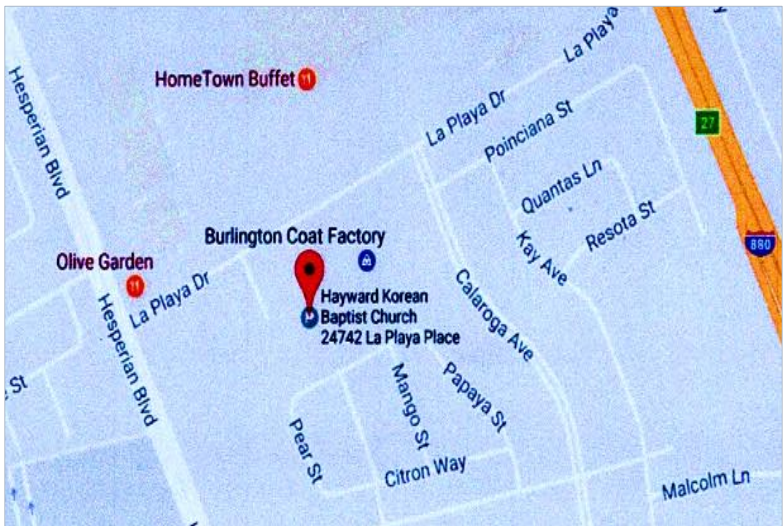 La Playa
HomeTown Buffet
Hesperian Blvd
La Playa Dr
Poinciana St
27
Quantas Ln
Burlington Coat Factory
Kay Ave
Resota St
880
Olive Garden
La Playa Dr
Hayward Korean
Baptist Church
24742 La Playa Place
Calaroga Ave
Hesperian Blvd
St
Mango St
Papaya St
Pear St
Citron Way
Malcolm Ln